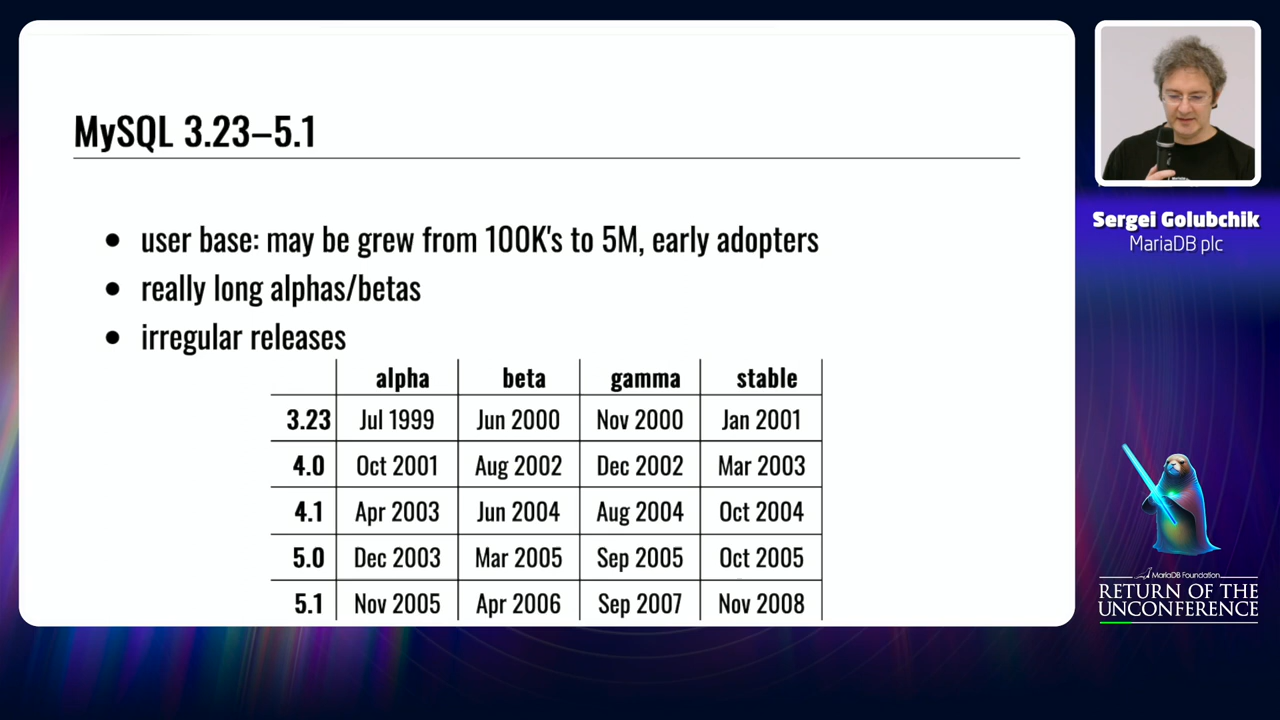 MySQL 3.23–5.1
• user base: may be grew from 100K's to 5M, early adopters
• really long alphas/betas
• irregular releases
alpha beta gamma stable
3.23 Jul 1999 Jun 2000 Nov 2000 Jan 2001
4.0 Oct 2001 Aug 2002 Dec 2002 Mar 2003
4.1 Apr 2003 Jun 2004 Aug 2004 Oct 2004
5.0 Dec 2003 Mar 2005 Sep 2005 Oct 2005
5.1 Nov 2005 Apr 2006 Sep 2007 Nov 2008
Sergei Golubchik
MariaDB plc
MariaDB Foundation
RETURN OF THE
UNCONFERENCE